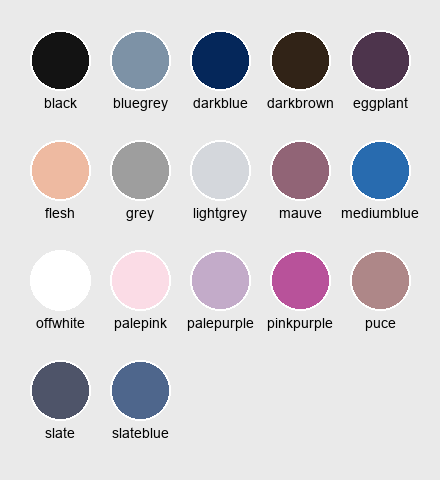 black bluegrey darkblue darkbrown eggplant
flesh grey lightgrey mauve mediumblue
offwhite palepink palepurple pinkpurple puce
slate slateblue